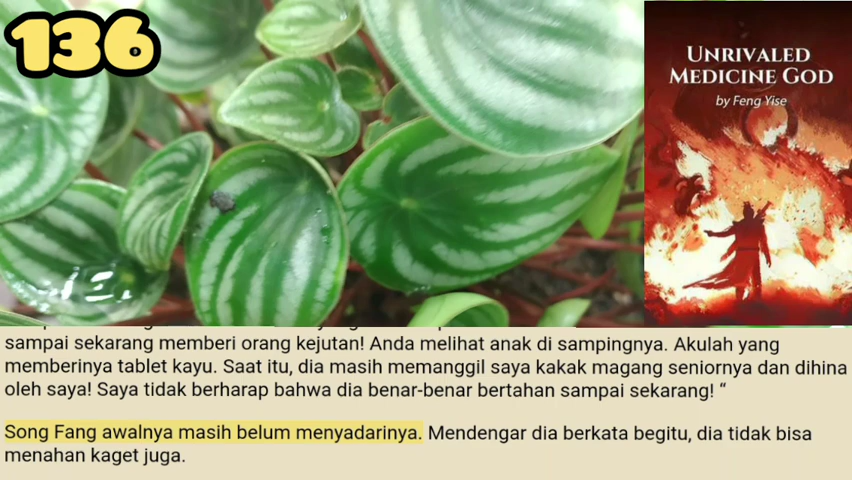 136
UNRIVALED
MEDICINE GOD
by Feng Yise
sampai sekarang memberi orang kejutan! Anda melihat anak di sampingnya. Akulah yang
memberinya tablet kayu. Saat itu, dia masih memanggil saya kakak magang seniornya dan dihina
oleh saya! Saya tidak berharap bahwa dia benar-benar bertahan sampai sekarang! “
Song Fang awalnya masih belum menyadarinya. Mendengar dia berkata begitu, dia tidak bisa
menahan kaget juga.